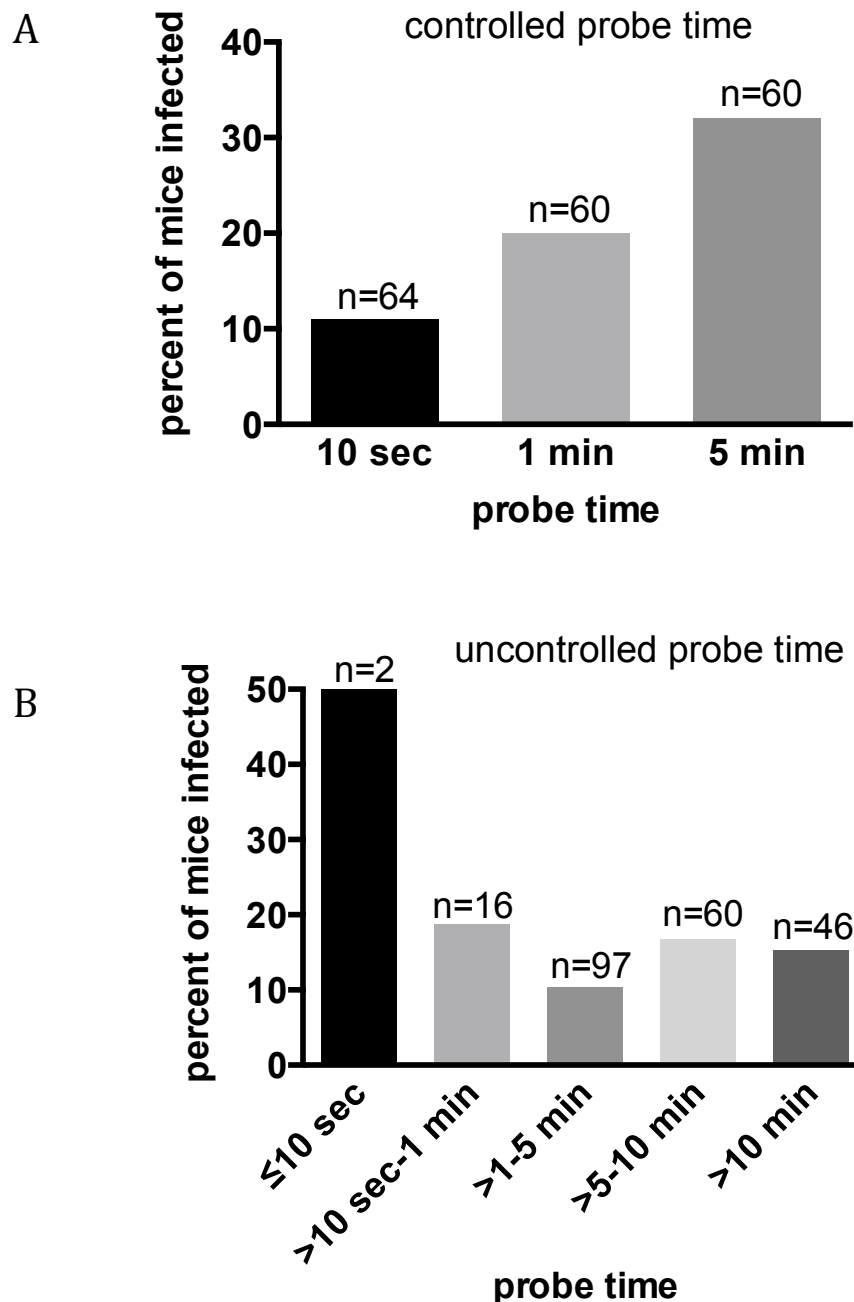 A
controlled probe time
percent of mice infected
40
30
20
10
0
n=64
n=60
n=60
10 sec
1 min
5 min
probe time
B
uncontrolled probe time
percent of mice infected
50
40
30
20
10
0
n=2
n=16
n=97
n=60
n=46
≤10 sec
>10 sec-1 min
>1-5 min
>5-10 min
>10 min
probe time